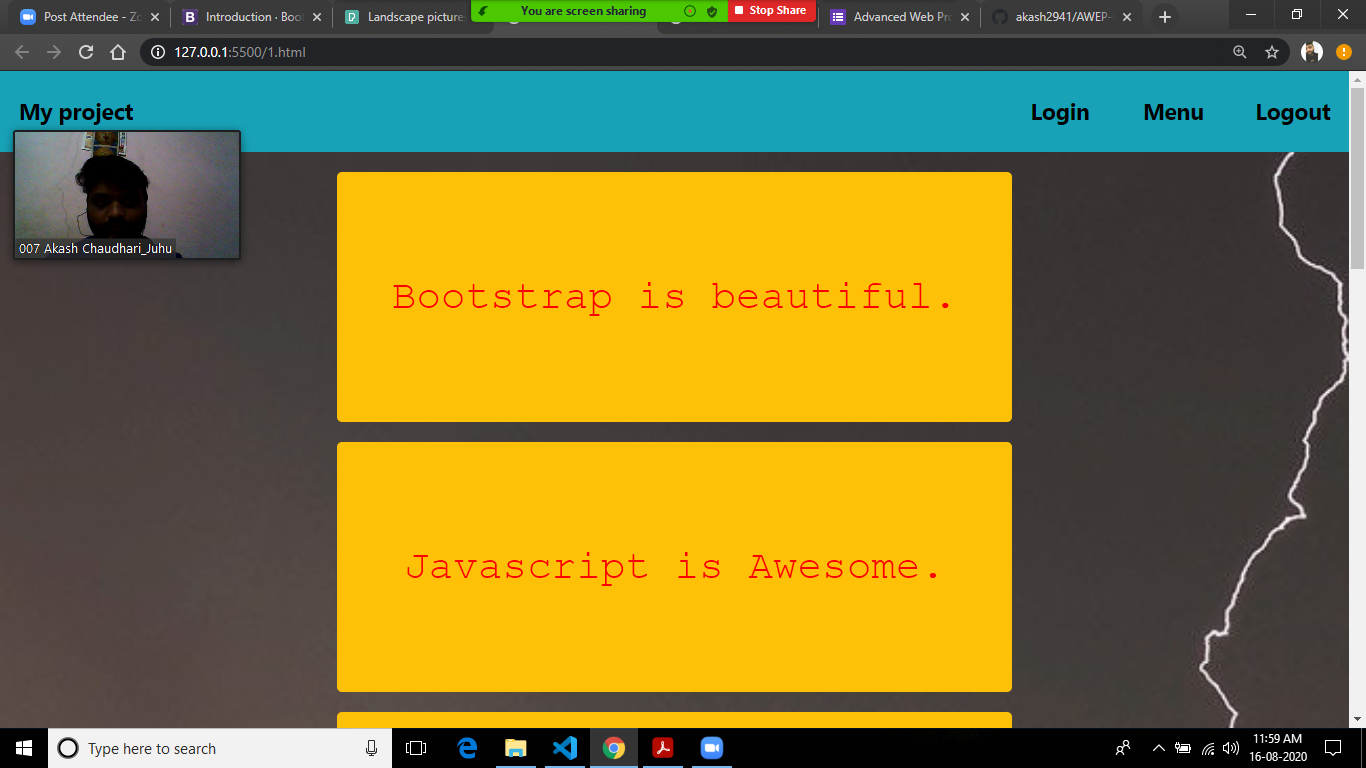 Post Attendee - Zo
Introduction · Boo
Landscape picture
You are screen sharing
Stop Share
Advanced Web Pro
akash2941/AWEP-
127.0.0.1:5500/1.html
My project
Login
Menu
Logout
007 Akash Chaudhari_Juhu
Bootstrap is beautiful.
Javascript is Awesome.
Type here to search
11:59 AM
16-08-2020